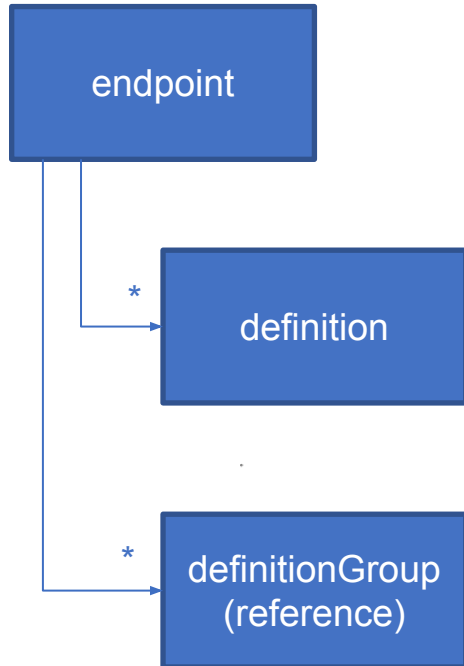 endpoint
*
definition
.
*
definitionGroup
(reference)